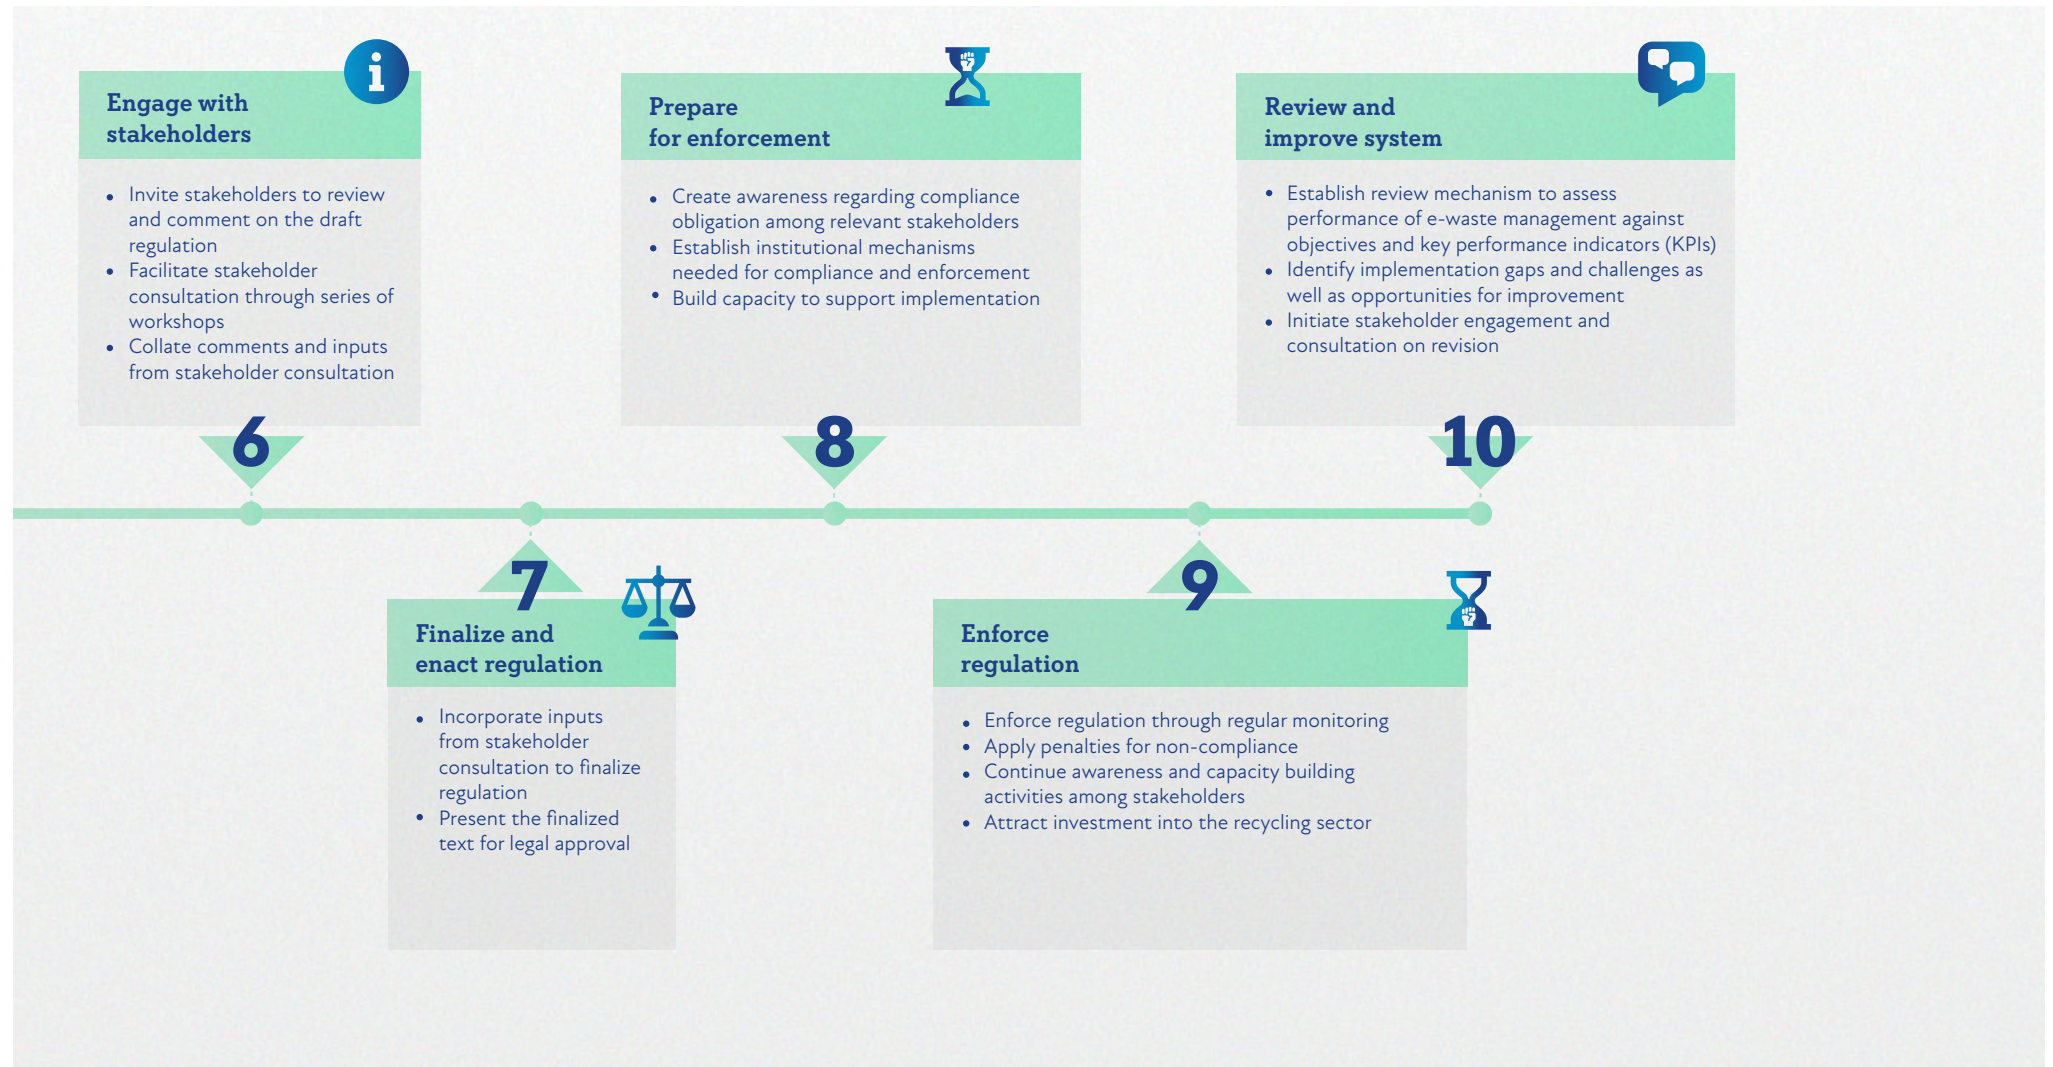 Engage with
stakeholders
Invite stakeholders to review
and comment on the draft
regulation
Facilitate stakeholder
consultation through series of
workshops
Collate comments and inputs
from stakeholder consultation
6
Finalize and
enact regulation
Incorporate inputs
from stakeholder
consultation to finalize
regulation
Present the finalized
text for legal approval
7
Prepare
for enforcement
Create awareness regarding compliance
obligation among relevant stakeholders
Establish institutional mechanisms
needed for compliance and enforcement
Build capacity to support implementation
8
Enforce
regulation
Enforce regulation through regular monitoring
Apply penalties for non-compliance
Continue awareness and capacity building
activities among stakeholders
Attract investment into the recycling sector
9
Review and
improve system
Establish review mechanism to assess
performance of e-waste management against
objectives and key performance indicators (KPIs)
Identify implementation gaps and challenges as
well as opportunities for improvement
Initiate stakeholder engagement and
consultation on revision
10